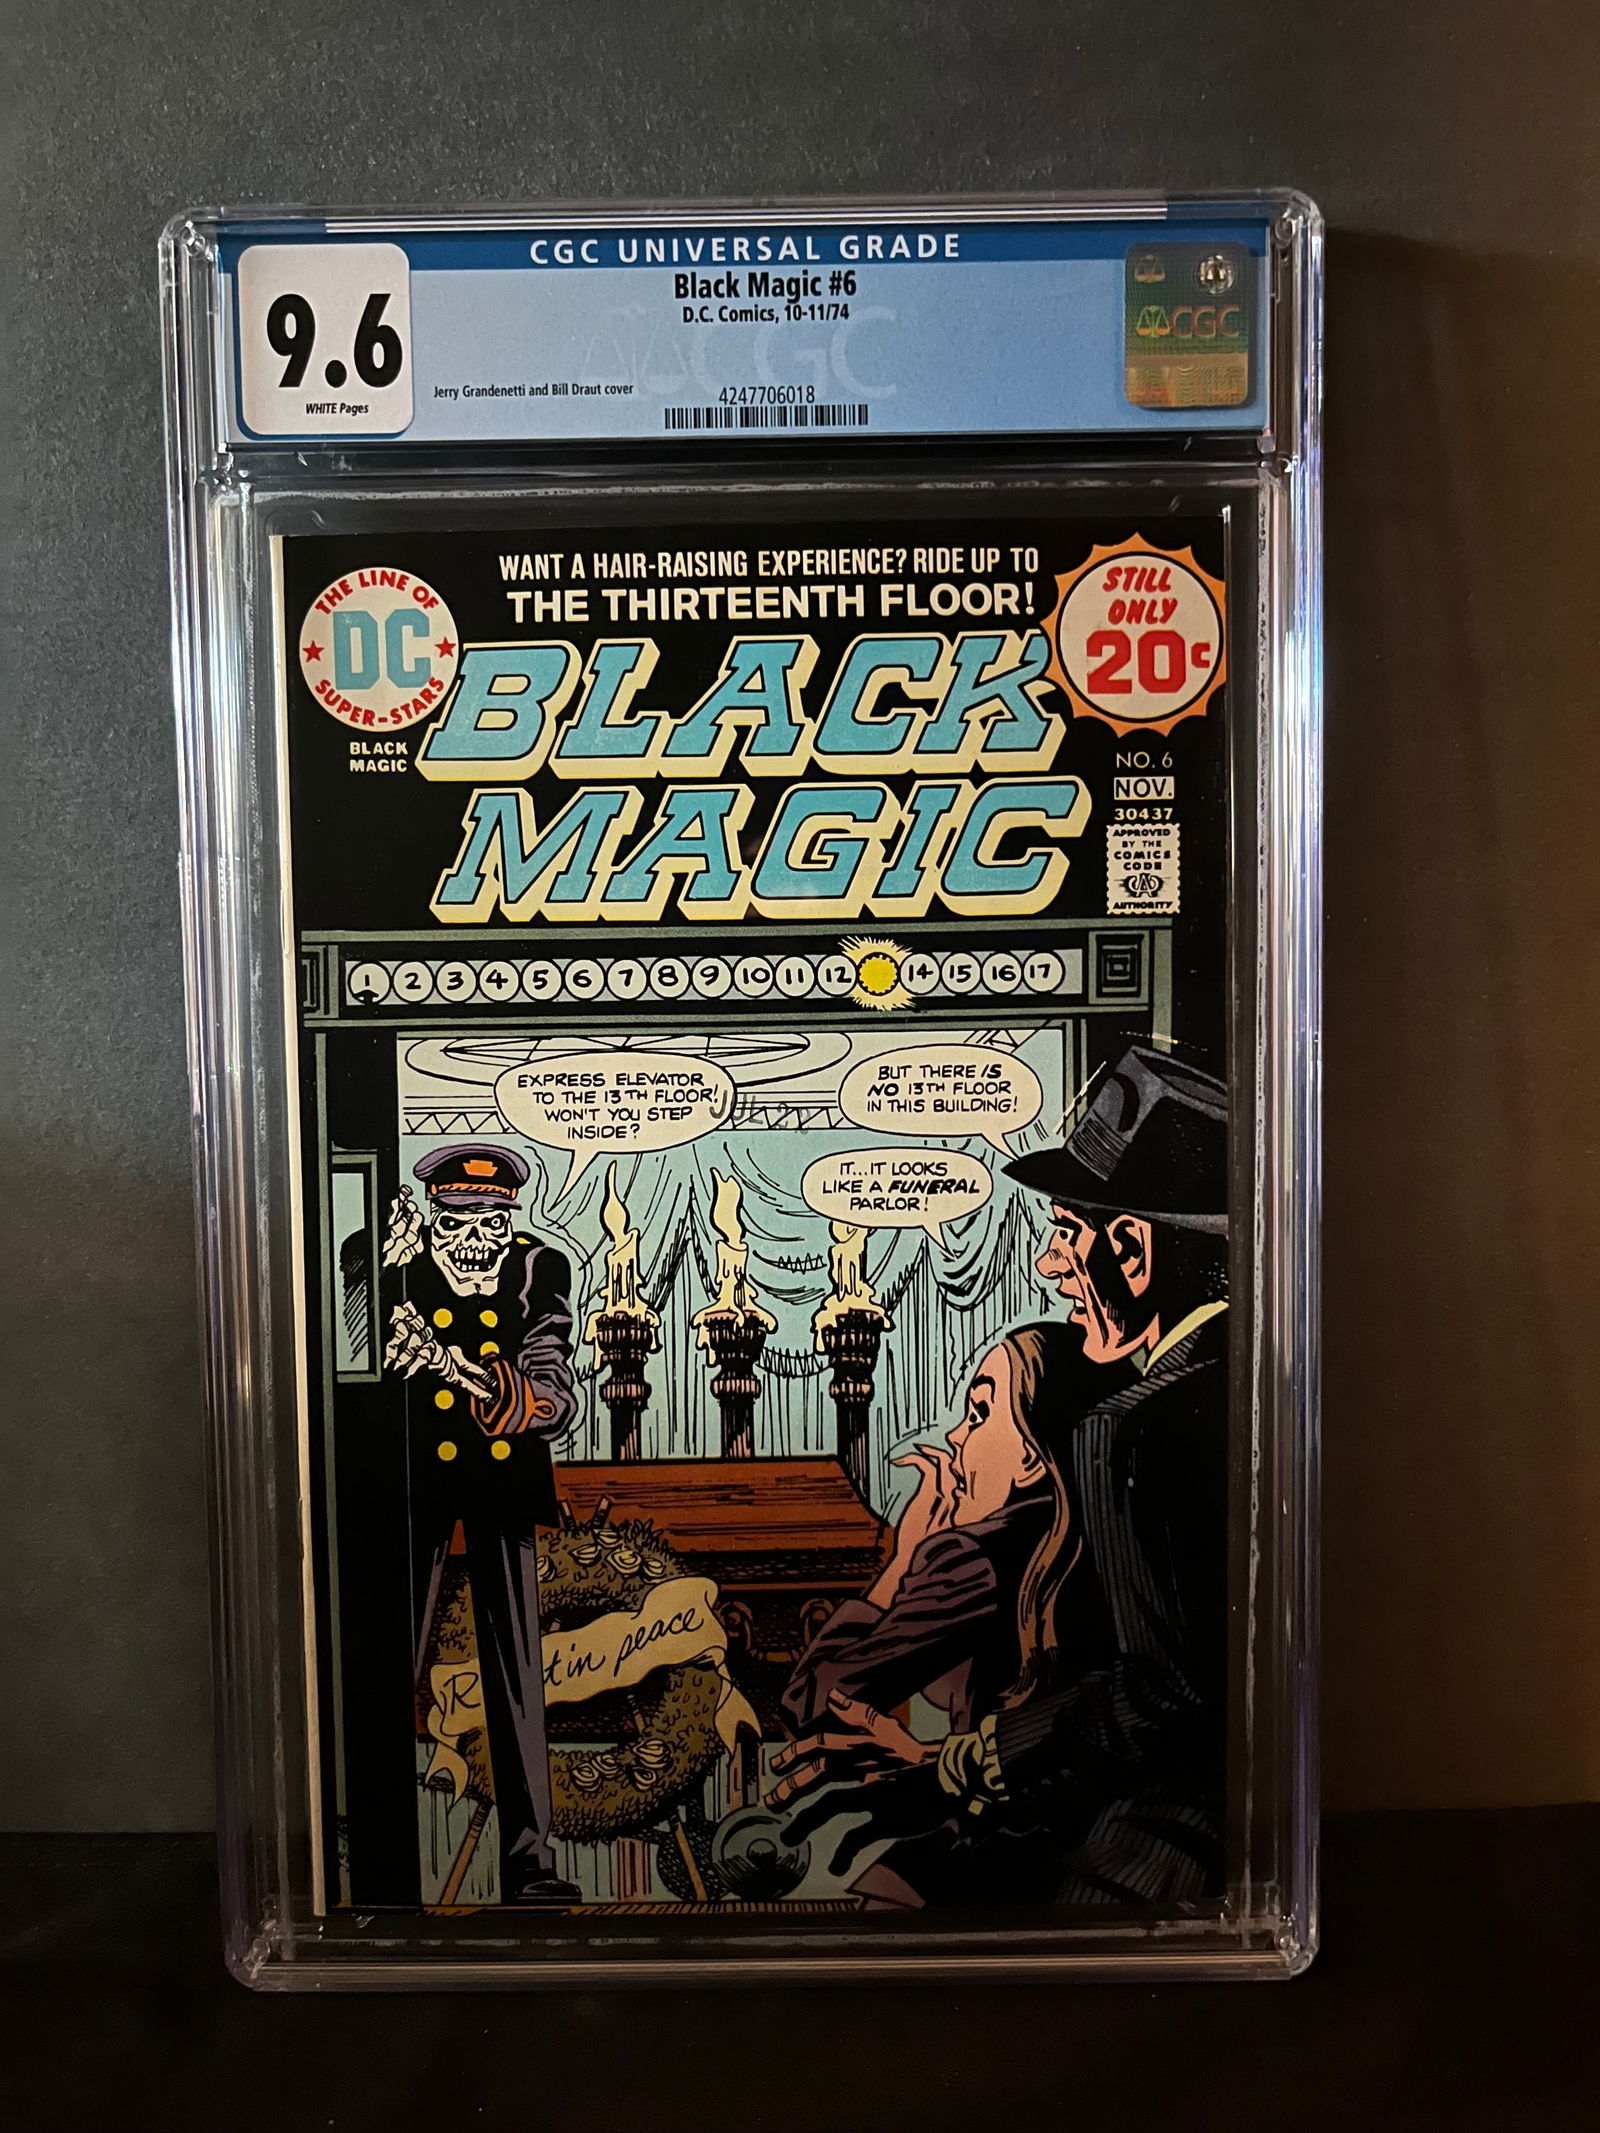 CGC UNIVERSAL GRADE
9.6
WHITE Pages
Black Magic #6
D.C. Comics, 10-11/74
Jerry Grandenetti and Bill Draut cover
4247706018
CGC
CGC
WANT A HAIR-RAISING EXPERIENCE? RIDE UP TO
THE THIRTEENTH FLOOR!
THE LINE OF
DC
SUPER-STARS
BLACK
MAGIC
STILL
ONLY
20c
BLACK
MAGIC
NO. 6
NOV.
30437
APPROVED
BY THE
COMICS
CODE
CA
AUTHORITY
1 2 3 4 5 6 7 8 9 10 11 12 14 15 16 17
EXPRESS ELEVATOR
TO THE 13TH FLOOR!
WON'T YOU STEP
INSIDE?
JUL 22
BUT THERE IS
NO 13TH FLOOR
IN THIS BUILDING!
IT...IT LOOKS
LIKE A FUNERAL
PARLOR!
R t in peace